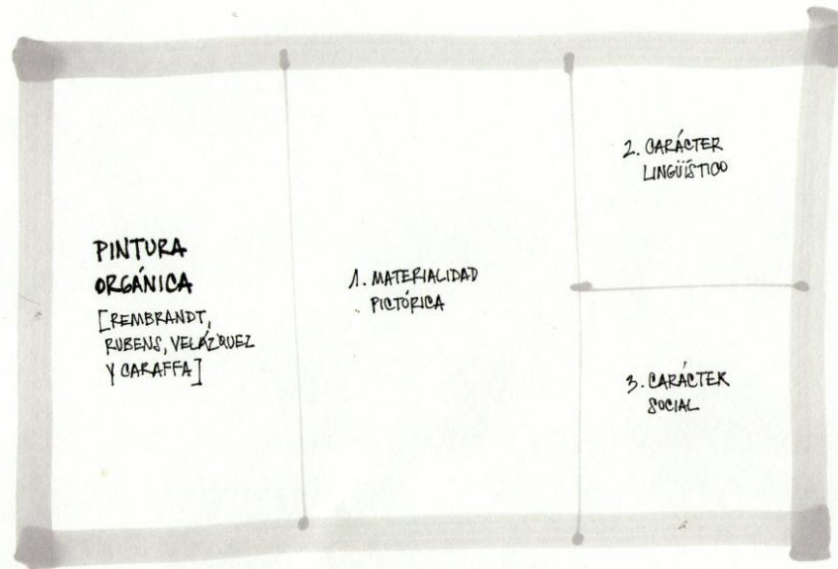 PINTURA
ORGÁNICA
[REMBRANDT,
RUBENS, VELÁZQUEZ
Y CARAFFA]
1. MATERIALIDAD
PICTÓRICA
2. CARÁCTER
LINGÜÍSTICO
3. CARÁCTER
SOCIAL